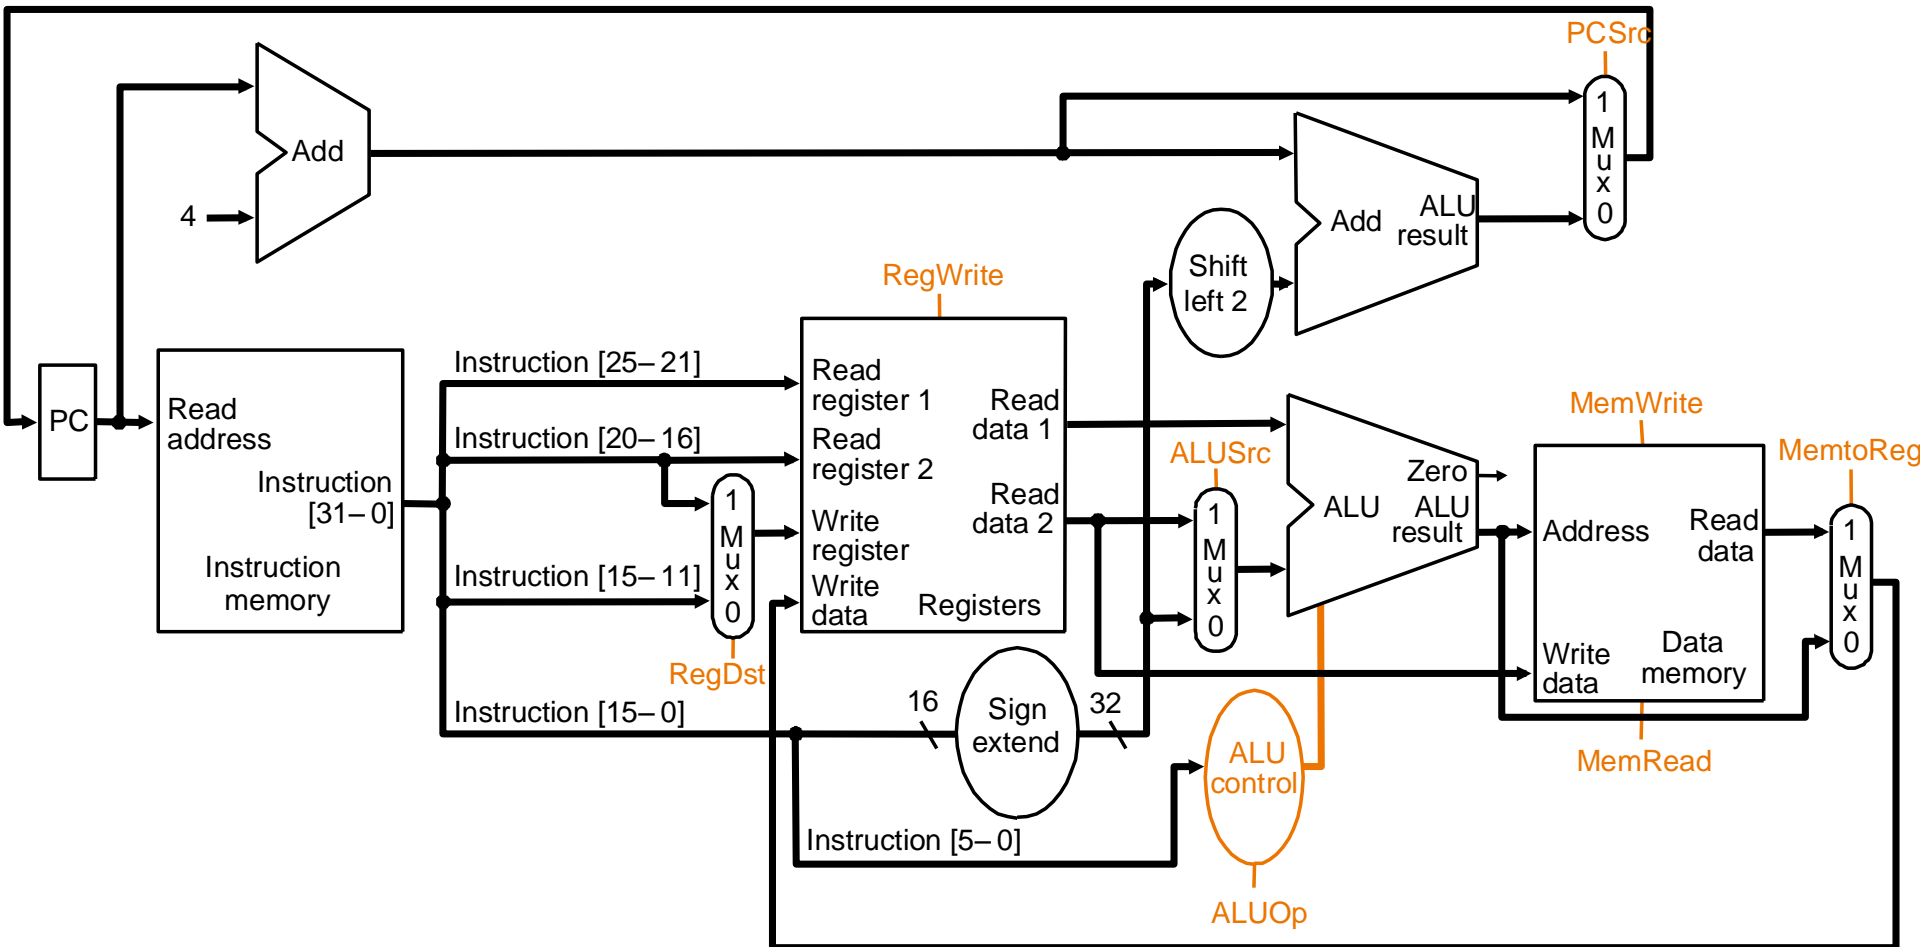 PCSrc
1
M
u
x
0
Add
4
Add
ALU
result
Shift
left 2
RegWrite
PC
Read
address
Instruction
[31–0]
Instruction
memory
Instruction [25–21]
Instruction [20–16]
Instruction [15–11]
Instruction [15–0]
Instruction [5–0]
1
M
u
x
0
RegDst
Read
register 1
Read
register 2
Write
register
Write
data
Read
data 1
Read
data 2
Registers
16
Sign
extend
32
ALUSrc
1
M
u
x
0
Zero
ALU
ALU
result
ALU
control
ALUOp
MemWrite
Address
Read
data
Write
data
Data
memory
MemRead
MemtoReg
1
M
u
x
0